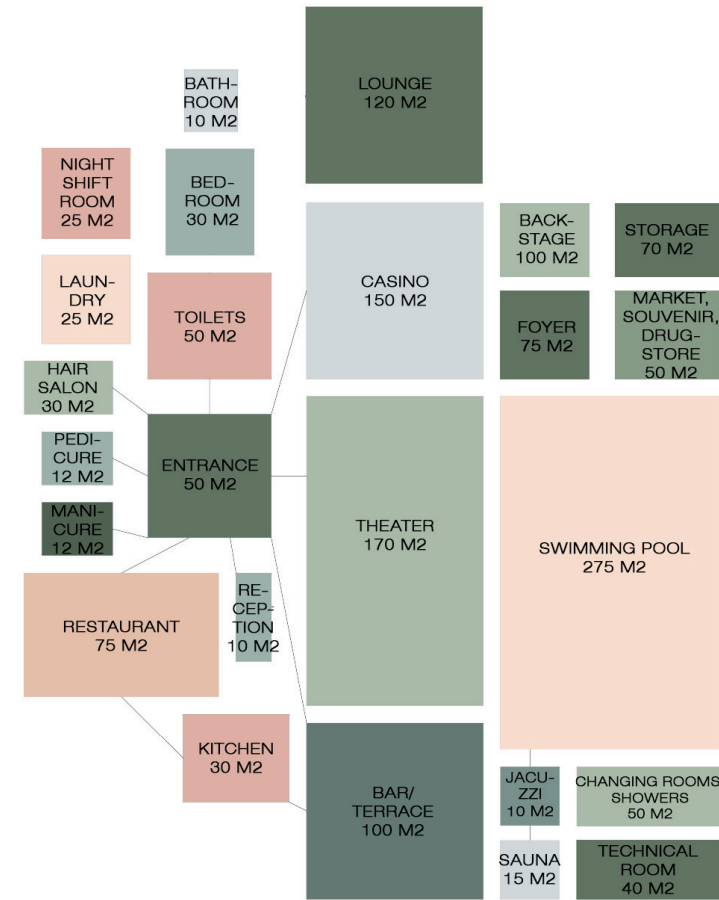 BATH-
ROOM
10 M2
LOUNGE
120 M2
NIGHT
SHIFT
ROOM
25 M2
BED-
ROOM
30 M2
BACK-
STAGE
100 M2
STORAGE
70 M2
LAUN-
DRY
25 M2
TOILETS
50 M2
CASINO
150 M2
FOYER
75 M2
MARKET,
SOUVENIR,
DRUG-
STORE
50 M2
HAIR
SALON
30 M2
PEDI-
CURE
12 M2
MANI-
CURE
12 M2
ENTRANCE
50 M2
THEATER
170 M2
SWIMMING POOL
275 M2
RESTAURANT
75 M2
RE-
CEP-
TION
10 M2
KITCHEN
30 M2
BAR/
TERRACE
100 M2
JACU-
ZZI
10 M2
CHANGING ROOMS
SHOWERS
50 M2
SAUNA
15 M2
TECHNICAL
ROOM
40 M2